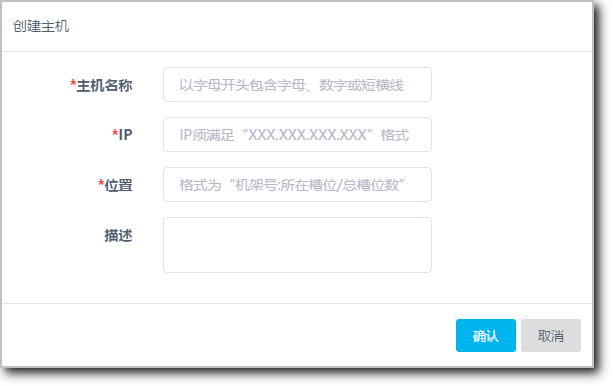 创建主机
*主机名称 以字母开头包含字母、数字或短横线
*IP IP须满足“XXX.XXX.XXX.XXX”格式
*位置 格式为“机架号:所在槽位/总槽位数”
描述
确认 取消